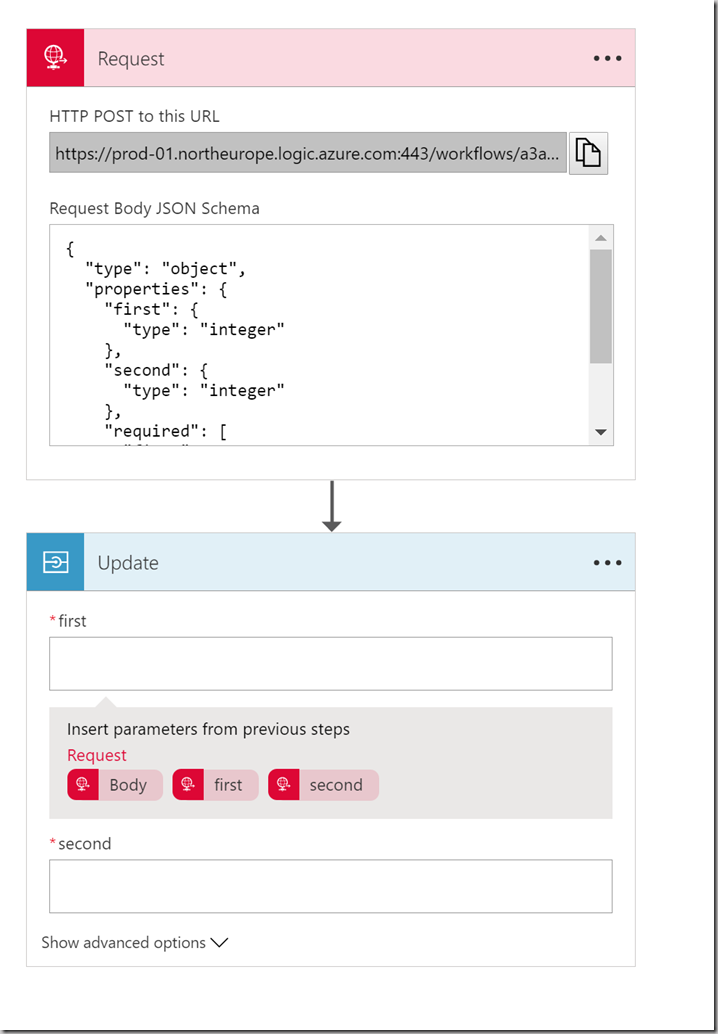 Request
HTTP POST to this URL
https://prod-01.northeurope.logic.azure.com:443/workflows/a3a...
Request Body JSON Schema
{
"type": "object",
"properties": {
"first": {
"type": "integer"
},
"second": {
"type": "integer"
},
"required": [
Update
*first
Insert parameters from previous steps
Request
Body first second
*second
Show advanced options